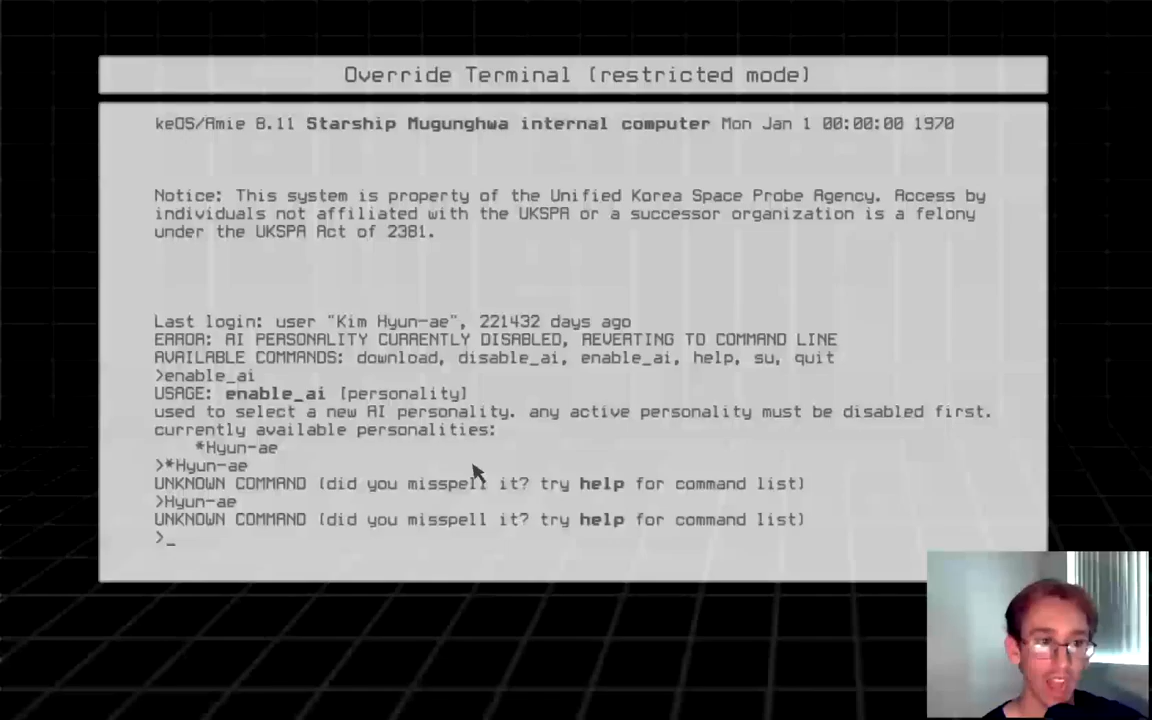 Override Terminal (restricted mode)
keOS/Amie 8.11 Starship Mugunghwa internal computer Mon Jan 1 00:00:00 1970
Notice: This system is property of the Unified Korea Space Probe Agency. Access by
individuals not affiliated with the UKSPA or a successor organization is a felony
under the UKSPA Act of 2381.
Last login: user "Kim Hyun-ae", 221432 days ago
ERROR: AI PERSONALITY CURRENTLY DISABLED, REVERTING TO COMMAND LINE
AVAILABLE COMMANDS: download, disable_ai, enable_ai, help, su, quit
>enable_ai
USAGE: enable_ai [personality]
used to select a new AI personality. any active personality must be disabled first.
currently available personalities:
*Hyun-ae
>*Hyun-ae
UNKNOWN COMMAND (did you misspell it? try help for command list)
>Hyun-ae
UNKNOWN COMMAND (did you misspell it? try help for command list)
>_